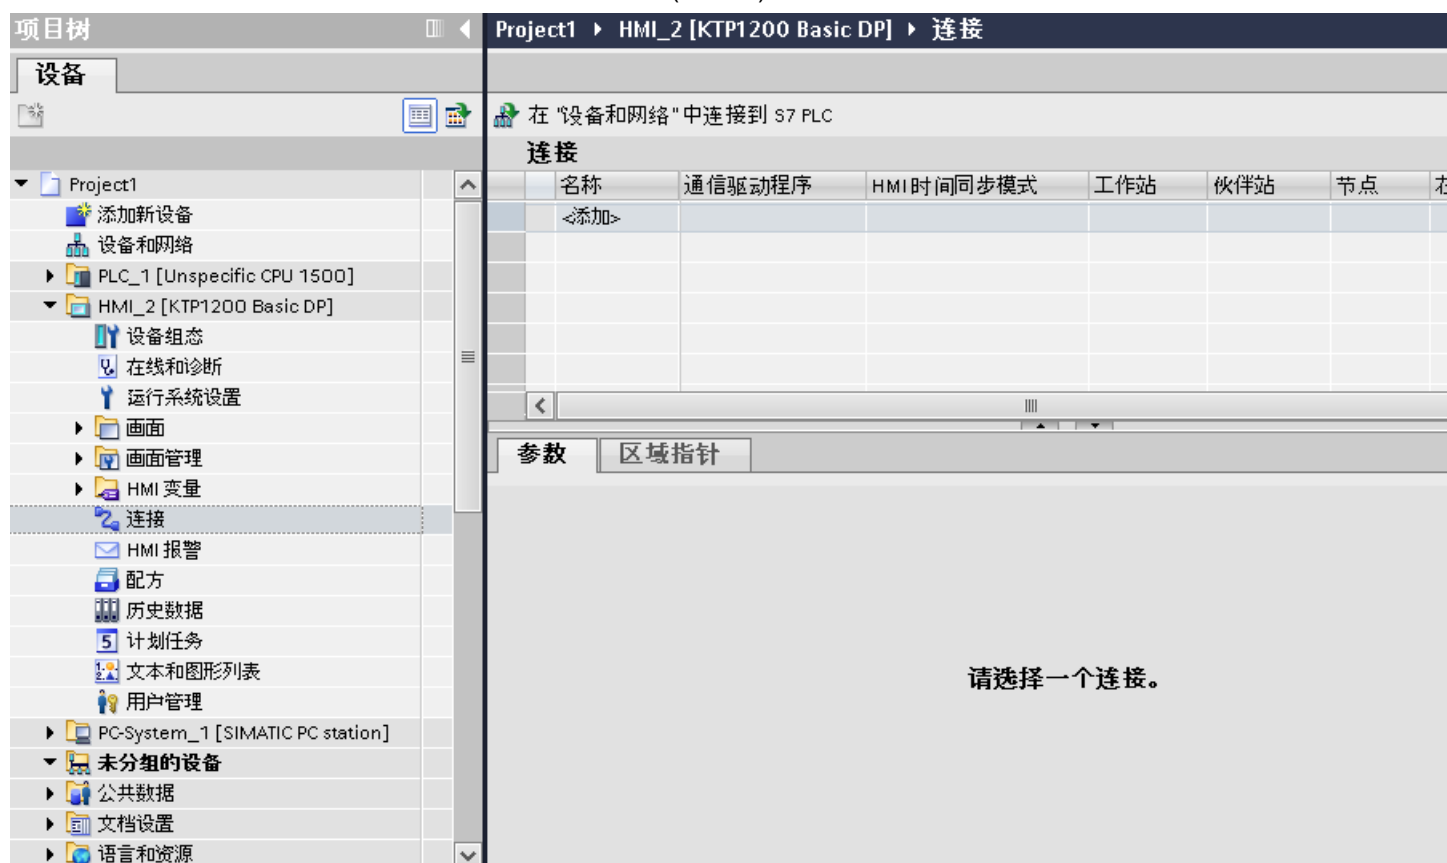 项目树
设备
Project1
添加新设备
设备和网络
PLC_1 [Unspecific CPU 1500]
HMI_2 [KTP1200 Basic DP]
设备组态
在线和诊断
运行系统设置
画面
画面管理
HMI 变量
连接
HMI 报警
配方
历史数据
计划任务
文本和图形列表
用户管理
PC-System_1 [SIMATIC PC station]
未分组的设备
公共数据
文档设置
语言和资源
Project1 HMI_2 [KTP1200 Basic DP] 连接
在 "设备和网络" 中连接到 S7 PLC
连接
名称 通信驱动程序 HMI时间同步模式 工作站 伙伴站 节点
<添加>
参数 区域指针
请选择一个连接。